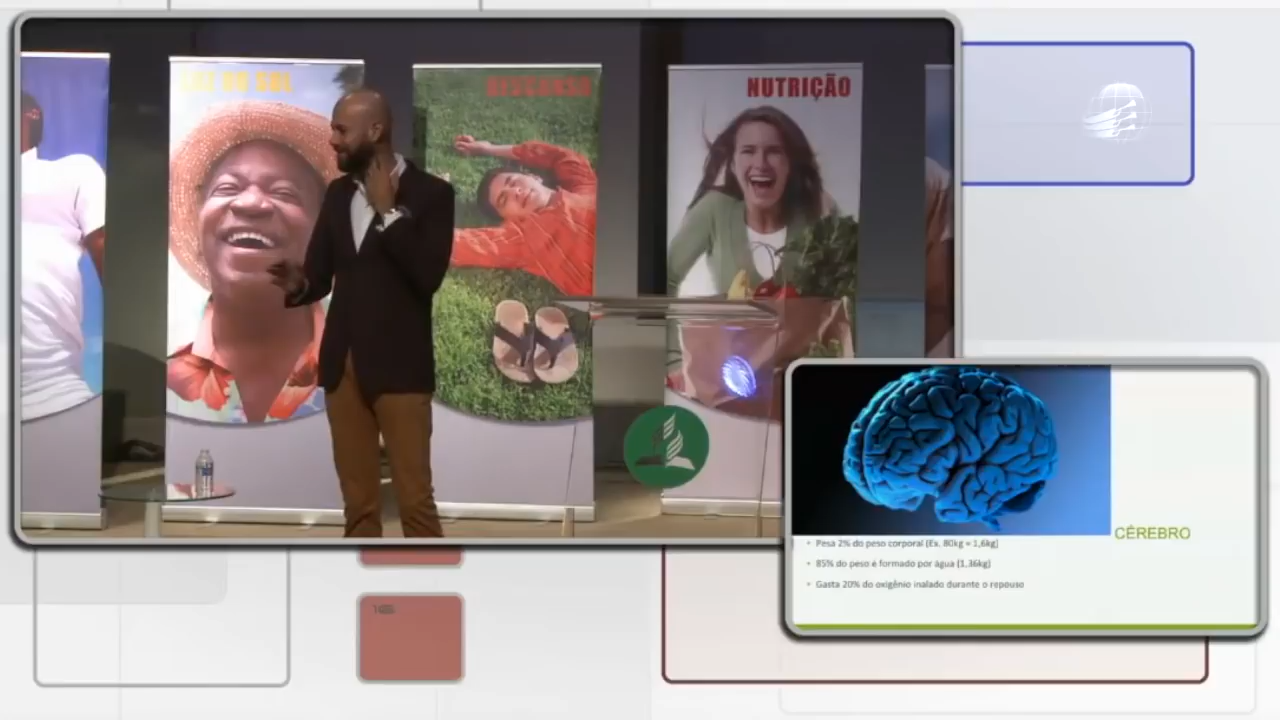 LUZ DO SOL
DESCANSO
NUTRIÇÃO
CÉREBRO
• Pesa 2% do peso corporal (Ex. 80kg = 1,6kg)
• 85% do peso é formado por água (1,36kg)
• Gasta 20% do oxigênio inalado durante o repouso